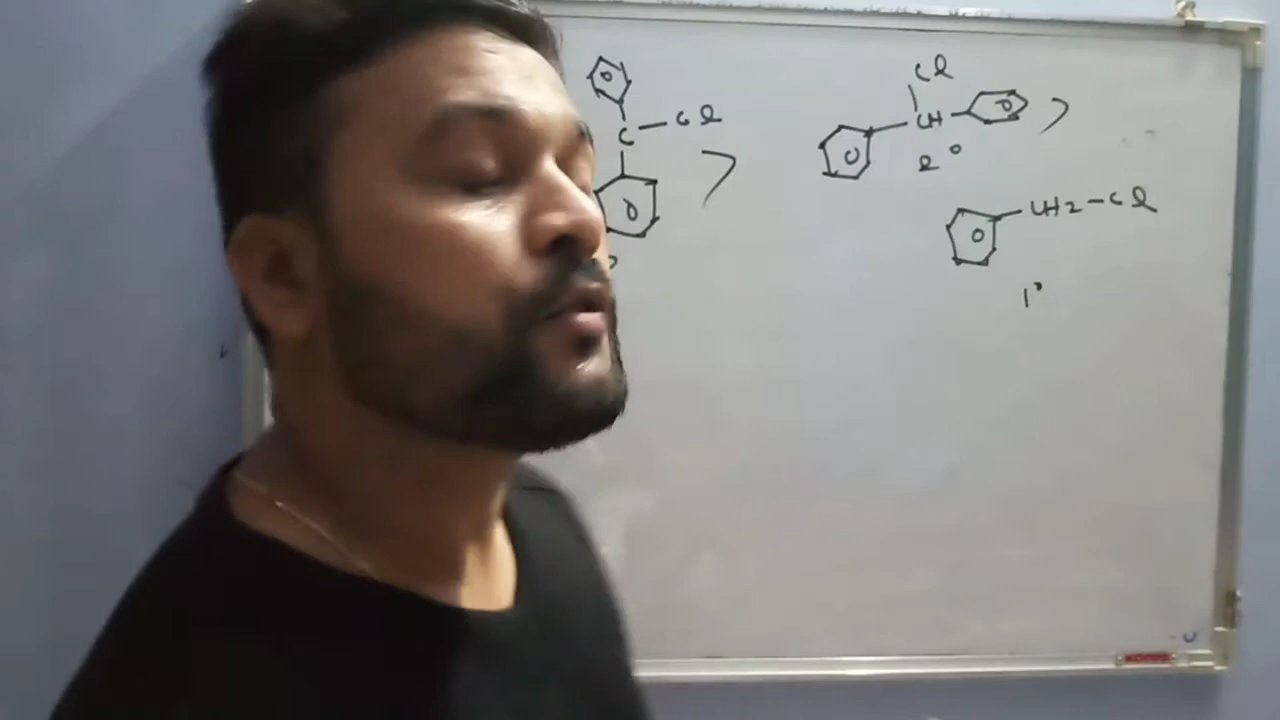 C — Cl >
Cl
CH — >
2°
CH2 — Cl
1°